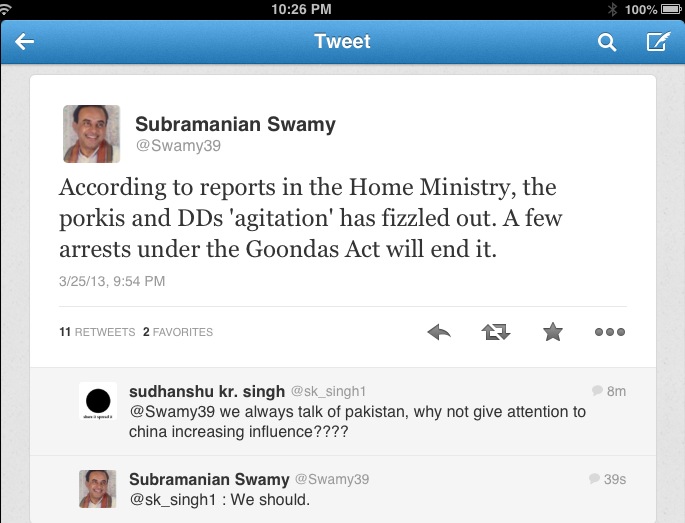 10:26 PM 100%
Tweet
Subramanian Swamy
@Swamy39
According to reports in the Home Ministry, the
porkis and DDs 'agitation' has fizzled out. A few
arrests under the Goondas Act will end it.
3/25/13, 9:54 PM
11 RETWEETS 2 FAVORITES
sudhanshu kr. singh @sk_singh1 8m
@Swamy39 we always talk of pakistan, why not give attention to
china increasing influence????
Subramanian Swamy @Swamy39 39s
@sk_singh1 : We should.